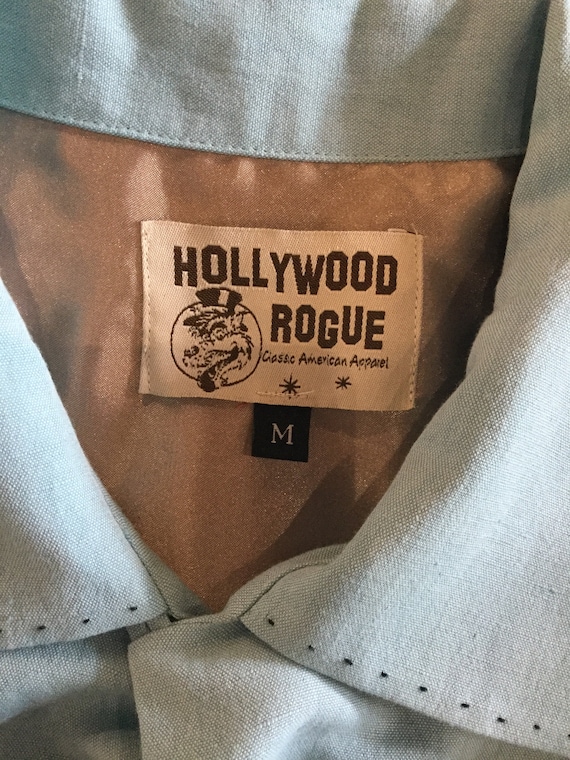 HOLLYWOOD
ROGUE
Classic American Apparel
M